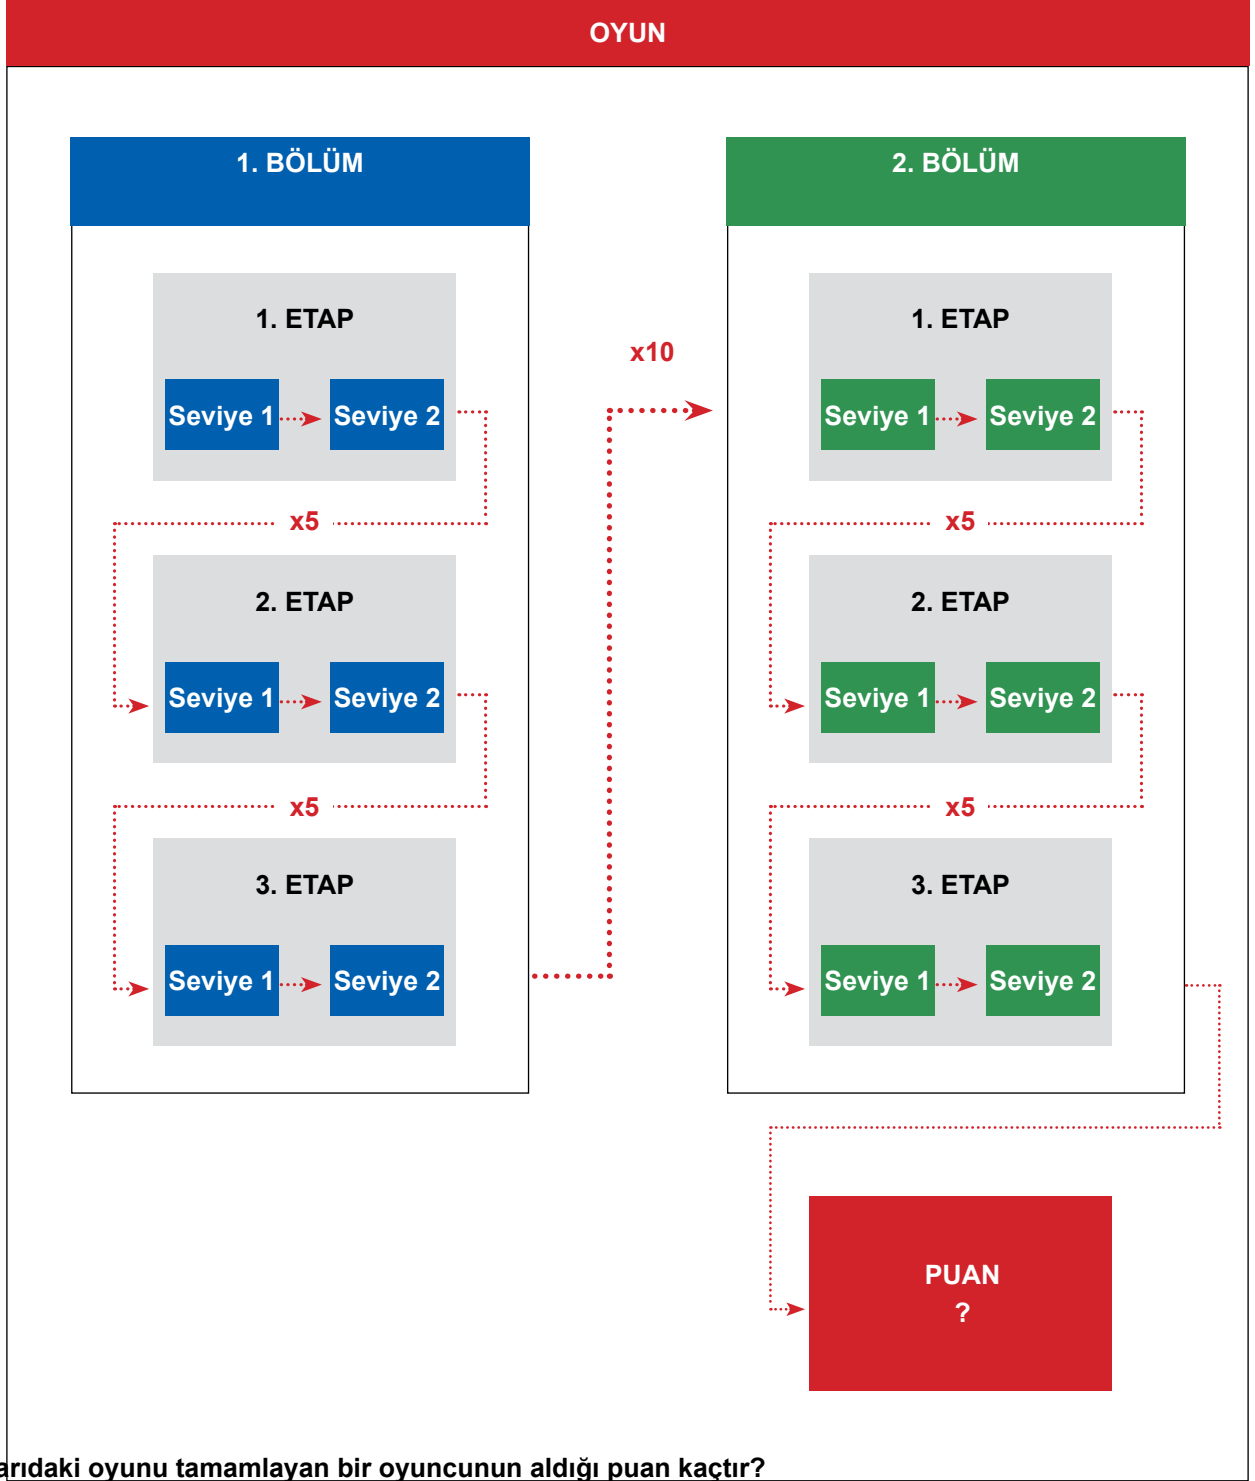 OYUN
1. BÖLÜM
1. ETAP
Seviye 1
Seviye 2
x5
2. ETAP
Seviye 1
Seviye 2
x5
3. ETAP
Seviye 1
Seviye 2
x10
2. BÖLÜM
1. ETAP
Seviye 1
Seviye 2
x5
2. ETAP
Seviye 1
Seviye 2
x5
3. ETAP
Seviye 1
Seviye 2
PUAN
?
oyunu tamamlayan bir oyuncunun aldığı puan kaçtır?